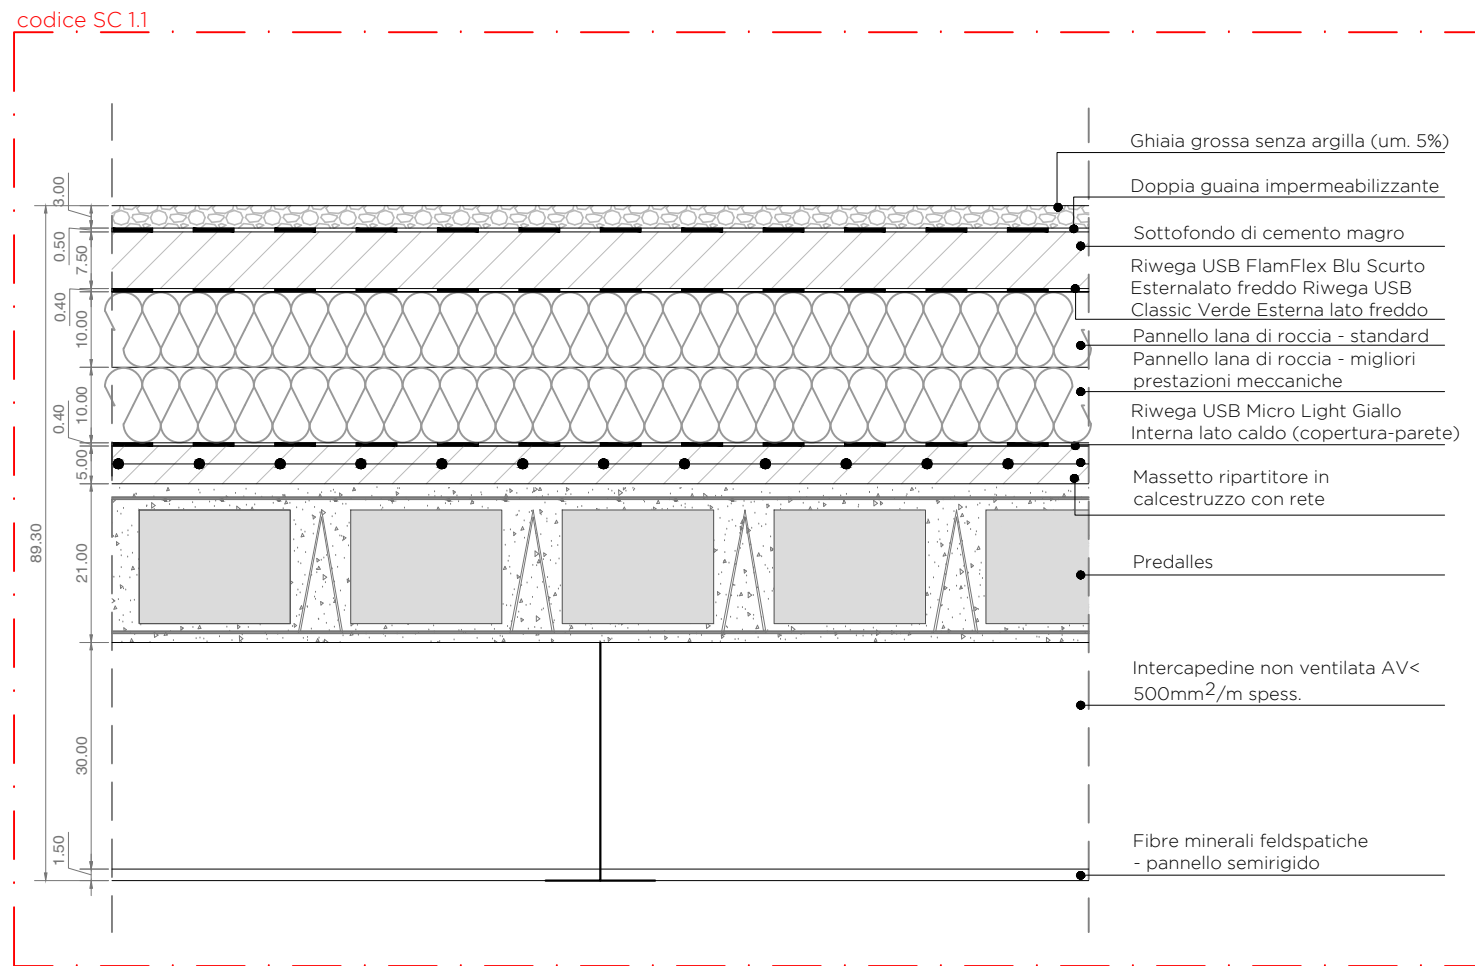 codice SC 1.1
Ghiaia grossa senza argilla (um. 5%)
Doppia guaina impermeabilizzante
Sottofondo di cemento magro
Riwega USB FlamFlex Blu Scurto
Esternalato freddo Riwega USB
Classic Verde Esterna lato freddo
Pannello lana di roccia - standard
Pannello lana di roccia - migliori
prestazioni meccaniche
Riwega USB Micro Light Giallo
Interna lato caldo (copertura-parete)
Massetto ripartitore in
calcestruzzo con rete
Predalles
Intercapedine non ventilata AV<
500mm²/m spess.
Fibre minerali feldspatiche
- pannello semirigido
3.00
0.50
7.50
0.40
10.00
10.00
0.40
5.00
21.00
89.30
30.00
1.50